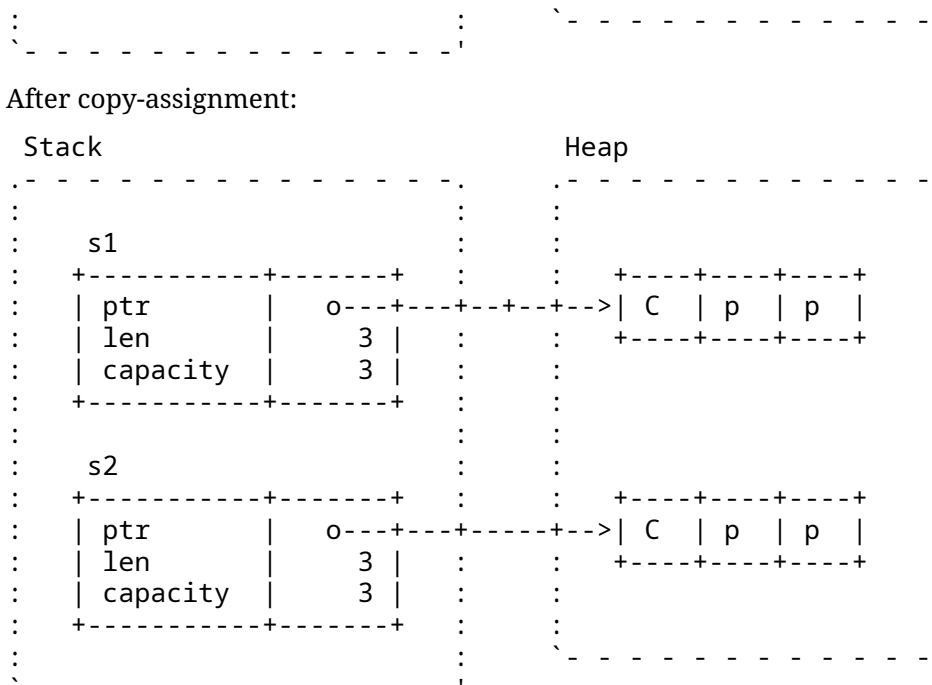 :                           :     `- - - - - - - - - - - -
`- - - - - - - - - - - - - -'
After copy-assignment:
 Stack                             Heap
.- - - - - - - - - - - - - -.     .- - - - - - - - - - - -
:                           :     :
:    s1                     :     :
:   +-----------+-------+   :     :   +----+----+----+
:   | ptr       |   o---+---+--+--+-->| C  | p  | p  |
:   | len       |     3 |   :     :   +----+----+----+
:   | capacity  |     3 |   :     :
:   +-----------+-------+   :     :
:                           :     :
:    s2                     :     :
:   +-----------+-------+   :     :   +----+----+----+
:   | ptr       |   o---+---+-----+-->| C  | p  | p  |
:   | len       |     3 |   :     :   +----+----+----+
:   | capacity  |     3 |   :     :
:   +-----------+-------+   :     :
:                           :     `- - - - - - - - - - - -
`- - - - - - - - - - - - - -'